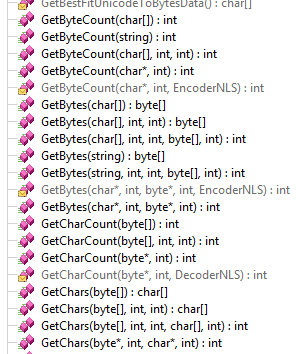 GetBestFitUnicodeToBytesData() : char[]
GetByteCount(char[]) : int
GetByteCount(string) : int
GetByteCount(char[], int, int) : int
GetByteCount(char*, int) : int
GetByteCount(char*, int, EncoderNLS) : int
GetBytes(char[]) : byte[]
GetBytes(char[], int, int) : byte[]
GetBytes(char[], int, int, byte[], int) : int
GetBytes(string) : byte[]
GetBytes(string, int, int, byte[], int) : int
GetBytes(char*, int, byte*, int, EncoderNLS) : int
GetBytes(char*, int, byte*, int) : int
GetCharCount(byte[]) : int
GetCharCount(byte[], int, int) : int
GetCharCount(byte*, int) : int
GetCharCount(byte*, int, DecoderNLS) : int
GetChars(byte[]) : char[]
GetChars(byte[], int, int) : char[]
GetChars(byte[], int, int, char[], int) : int
GetChars(byte*, int, char*, int) : int